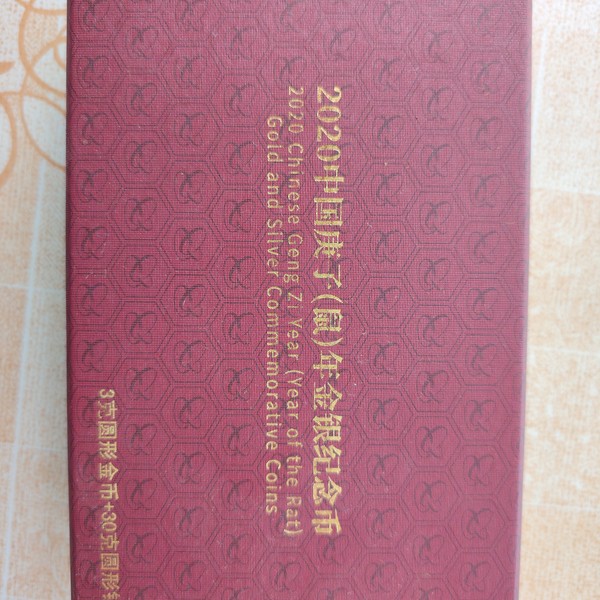 2020中国庚子(鼠)年金银纪念币
2020 Chinese Geng Zi Year (Year of the Rat)
Gold and Silver Commemorative Coins
3克圆形金币+30克圆形